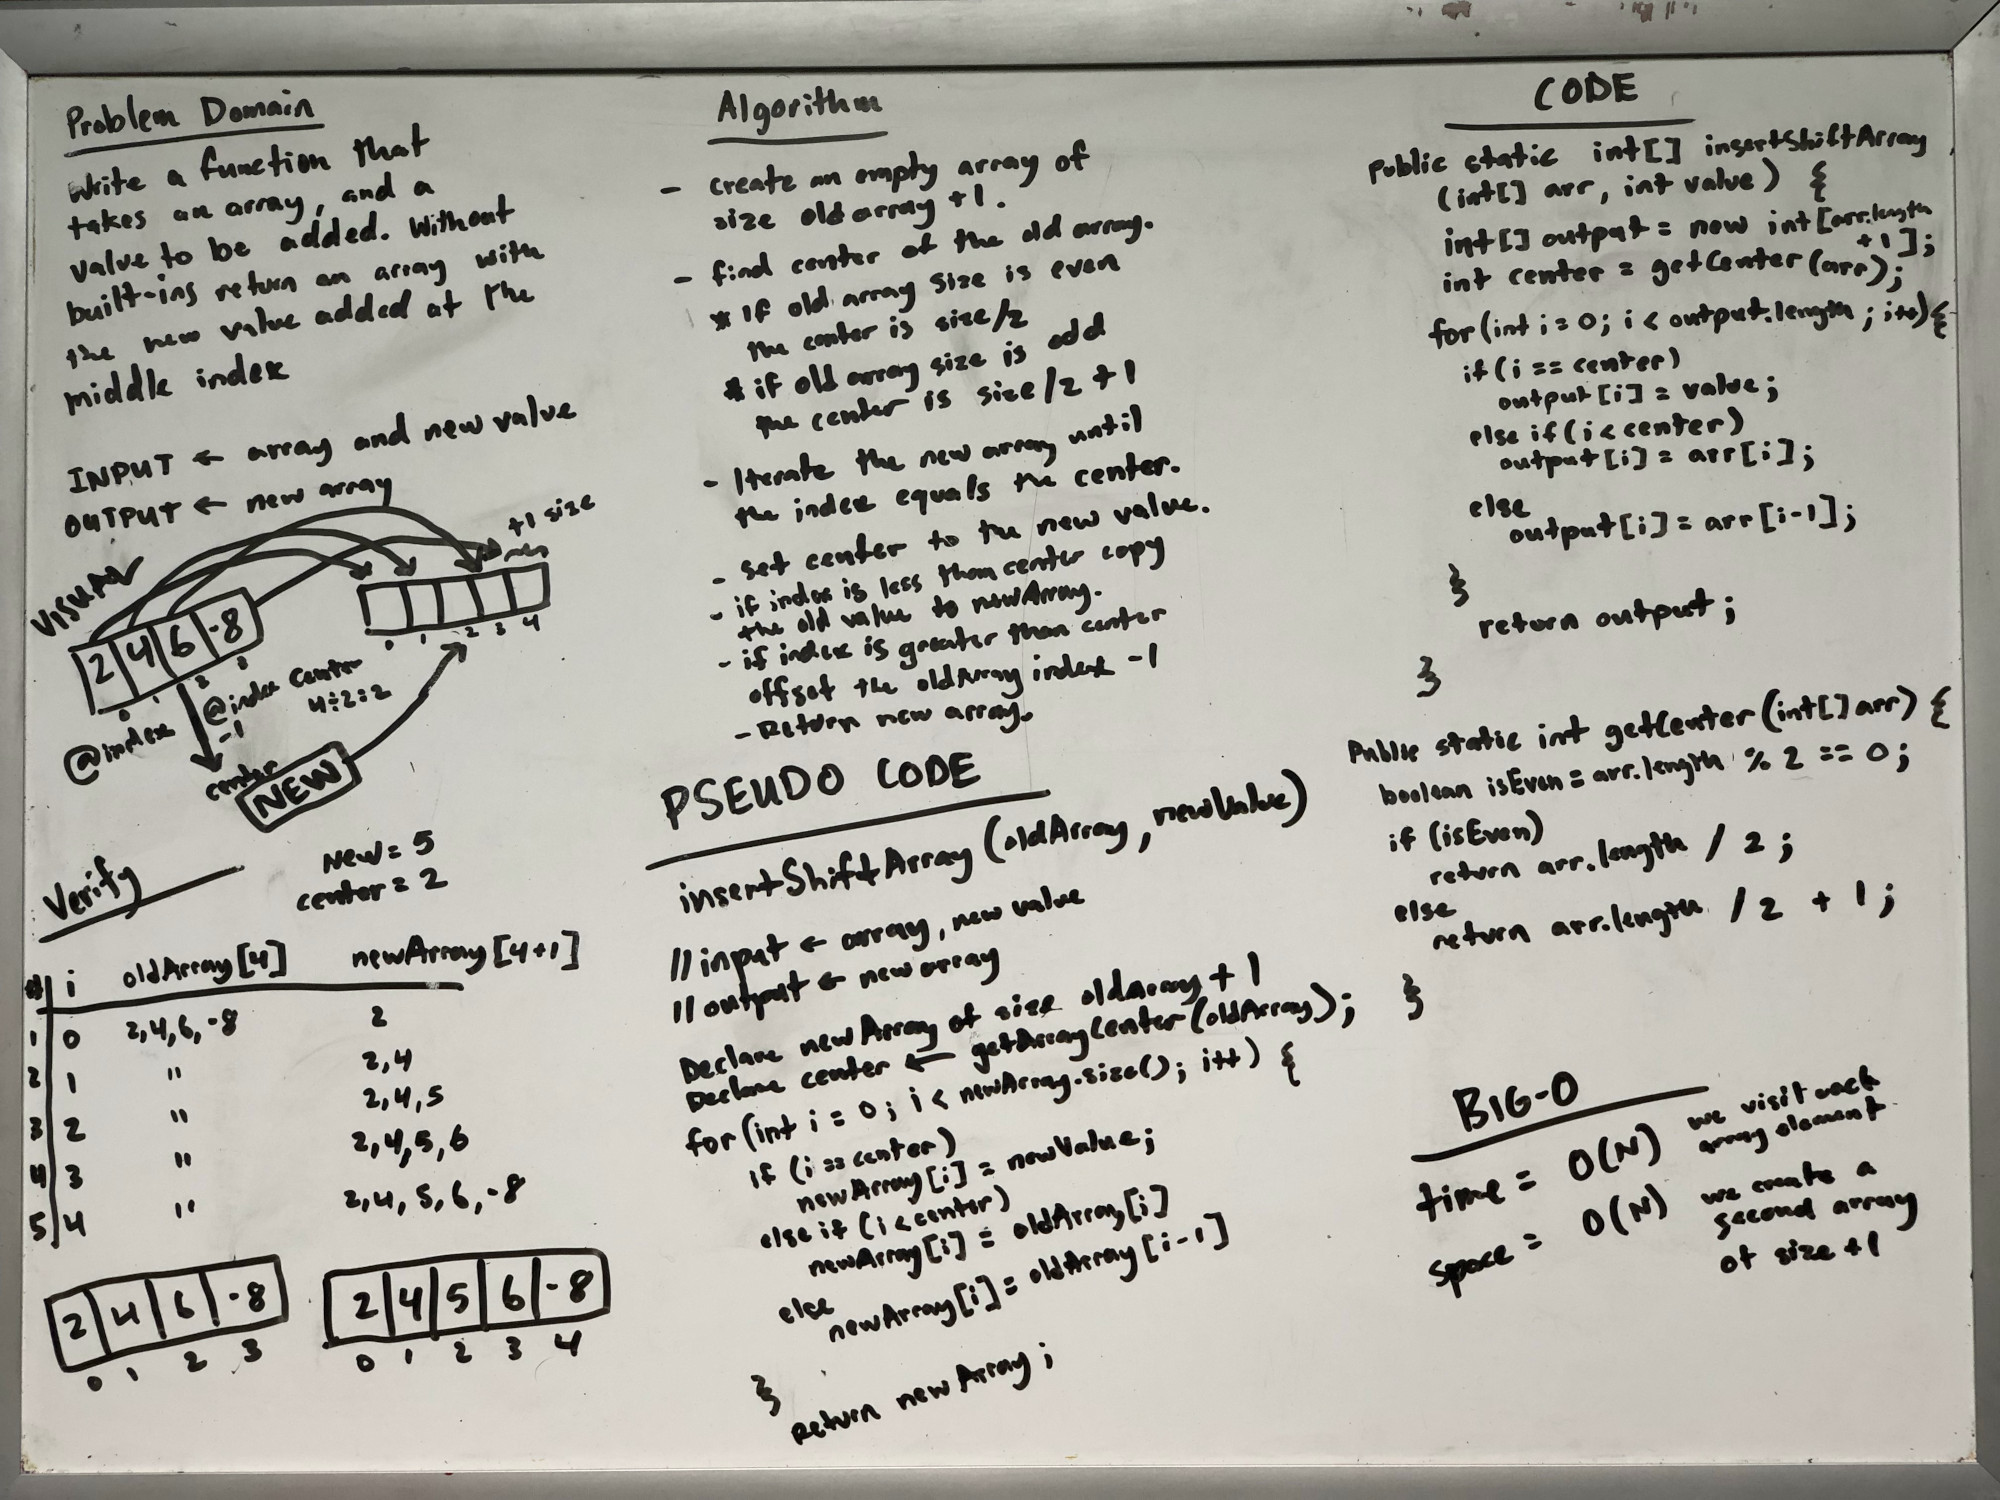 Problem Domain
Write a function that
takes an array, and a
value to be added. Without
built-ins return an array with
the new value added at the
middle index
INPUT ← array and new value
OUTPUT ← new array
VISUAL
+1 size
2 4 6 -8
0 1 2 3
0 1 2 3 4
@index
@index center
-1
4÷2=2
center
NEW
Verify
New = 5
center = 2
# i oldArray[4] newArray[4+1]
1 0 2,4,6,-8 2
2 1 " 2,4
3 2 " 2,4,5
4 3 " 2,4,5,6
5 4 " 2,4,5,6,-8
2 4 6 -8
0 1 2 3
2 4 5 6 -8
0 1 2 3 4
Algorithm
- create an empty array of
size old array +1.
- find center of the old array.
* If old array size is even
the center is size/2
* if old array size is odd
the center is size/2 + 1
- Iterate the new array until
the index equals the center.
- Set center to the new value.
- if index is less than center copy
the old value to newArray.
- if index is greater than center
offset the oldArray index -1
- Return new array.
PSEUDO CODE
insertShiftArray (oldArray, newValue)
// input ← array, new value
// output ← new array
Declare newArray of size oldarray + 1
Declare center ← getArrayCenter(oldArray);
for (int i = 0; i < newArray.size(); i++) {
if (i == center)
newArray[i] = newValue;
else if (i < center)
newArray[i] = oldArray[i]
else
newArray[i] = oldArray[i-1]
}
Return newArray;
CODE
Public static int[] insertShiftArray
(int[] arr, int value) {
int[] output = new int[arr.length
+1];
int center = getCenter(arr);
for (int i = 0; i < output.length; i++) {
if (i == center)
output[i] = value;
else if (i < center)
output[i] = arr[i];
else
output[i] = arr[i-1];
}
return output;
}
Public static int getCenter(int[] arr) {
boolean isEven = arr.length % 2 == 0;
if (isEven)
return arr.length / 2;
else
return arr.length / 2 + 1;
}
BIG-O
time = O(N) we visit each
array element
space = O(N) we create a
second array
of size +1